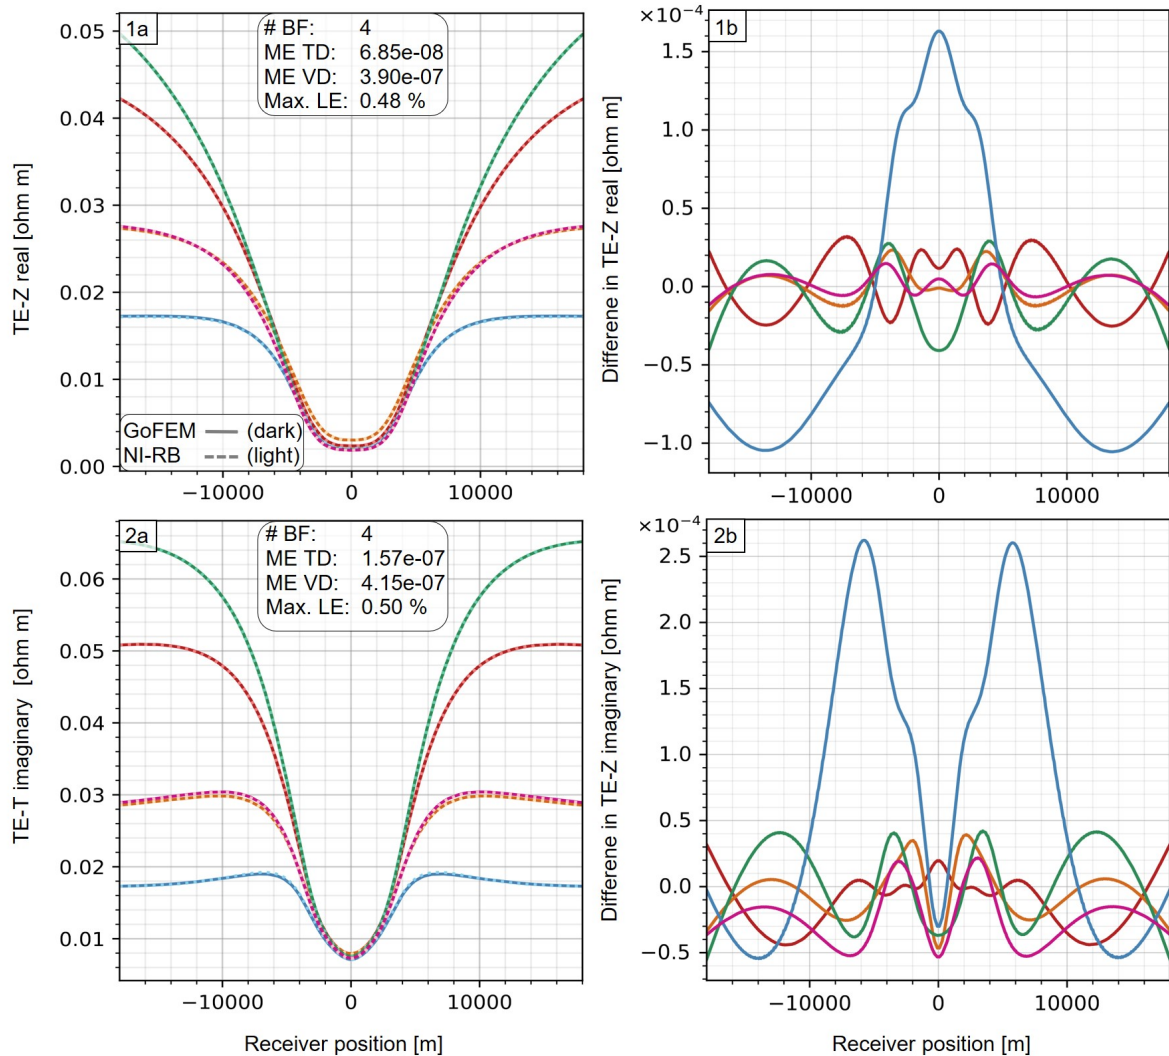 1a
# BF: 4
ME TD: 6.85e-08
ME VD: 3.90e-07
Max. LE: 0.48 %
0.05
0.04
0.03
0.02
0.01
0.00
TE-Z real [ohm m]
GoFEM (dark)
NI-RB (light)
−10000 0 10000
×10−4
1b
1.5
1.0
0.5
0.0
−0.5
−1.0
Differene in TE-Z real [ohm m]
−10000 0 10000
2a
# BF: 4
ME TD: 1.57e-07
ME VD: 4.15e-07
Max. LE: 0.50 %
0.06
0.05
0.04
0.03
0.02
0.01
TE-T imaginary [ohm m]
−10000 0 10000
Receiver position [m]
×10−4
2b
2.5
2.0
1.5
1.0
0.5
0.0
−0.5
Differene in TE-Z imaginary [ohm m]
−10000 0 10000
Receiver position [m]